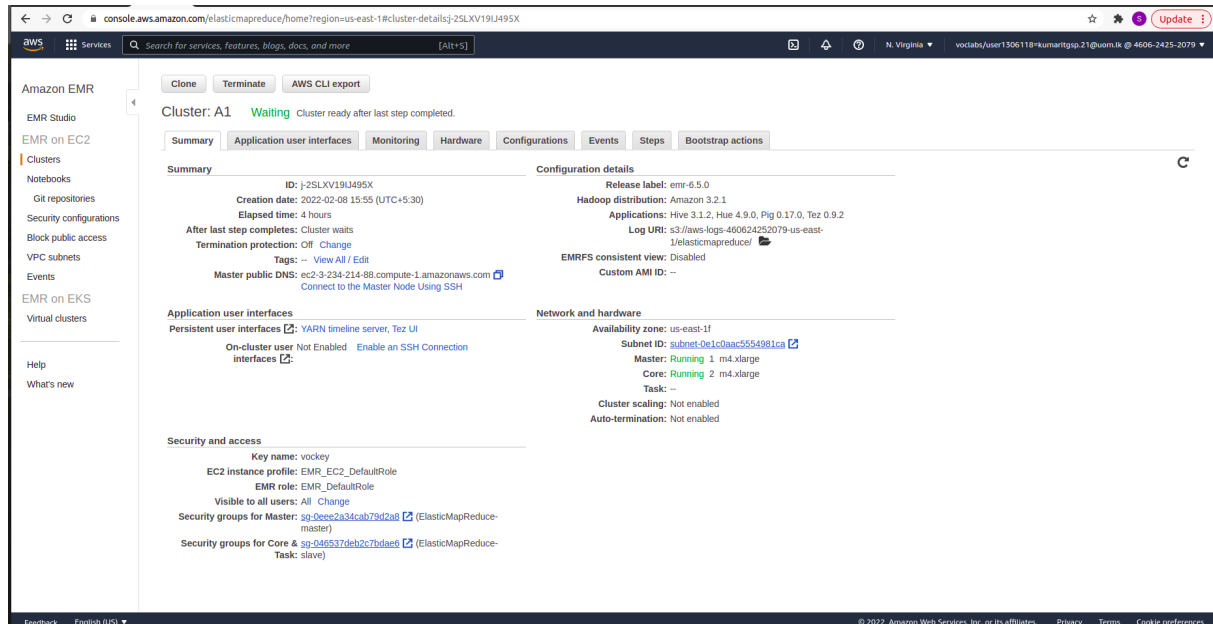 console.aws.amazon.com/elasticmapreduce/home?region=us-east-1#cluster-details:j-2SLXV19IJ495X
S
Update
aws
Services
Search for services, features, blogs, docs, and more
[Alt+S]
N. Virginia ▼
voclabs/user1306118=kumaritgsp.21@uom.lk @ 4606-2425-2079 ▼
Amazon EMR
EMR Studio
EMR on EC2
Clusters
Notebooks
Git repositories
Security configurations
Block public access
VPC subnets
Events
EMR on EKS
Virtual clusters
Help
What's new
Clone
Terminate
AWS CLI export
Cluster: A1 Waiting Cluster ready after last step completed.
Summary
Application user interfaces
Monitoring
Hardware
Configurations
Events
Steps
Bootstrap actions
Summary
ID: j-2SLXV19IJ495X
Creation date: 2022-02-08 15:55 (UTC+5:30)
Elapsed time: 4 hours
After last step completes: Cluster waits
Termination protection: Off Change
Tags: -- View All / Edit
Master public DNS: ec2-3-234-214-88.compute-1.amazonaws.com
Connect to the Master Node Using SSH
Configuration details
Release label: emr-6.5.0
Hadoop distribution: Amazon 3.2.1
Applications: Hive 3.1.2, Hue 4.9.0, Pig 0.17.0, Tez 0.9.2
Log URI: s3://aws-logs-460624252079-us-east-
1/elasticmapreduce/
EMRFS consistent view: Disabled
Custom AMI ID: --
Application user interfaces
Persistent user interfaces : YARN timeline server, Tez UI
On-cluster user Not Enabled Enable an SSH Connection
interfaces :
Network and hardware
Availability zone: us-east-1f
Subnet ID: subnet-0e1c0aac5554981ca
Master: Running 1 m4.xlarge
Core: Running 2 m4.xlarge
Task: --
Cluster scaling: Not enabled
Auto-termination: Not enabled
Security and access
Key name: vockey
EC2 instance profile: EMR_EC2_DefaultRole
EMR role: EMR_DefaultRole
Visible to all users: All Change
Security groups for Master: sg-0eee2a34cab79d2a8 (ElasticMapReduce-
master)
Security groups for Core & sg-046537deb2c7bdae6 (ElasticMapReduce-
Task: slave)
Feedback English (US) ▼
© 2022, Amazon Web Services, Inc. or its affiliates. Privacy Terms Cookie preferences